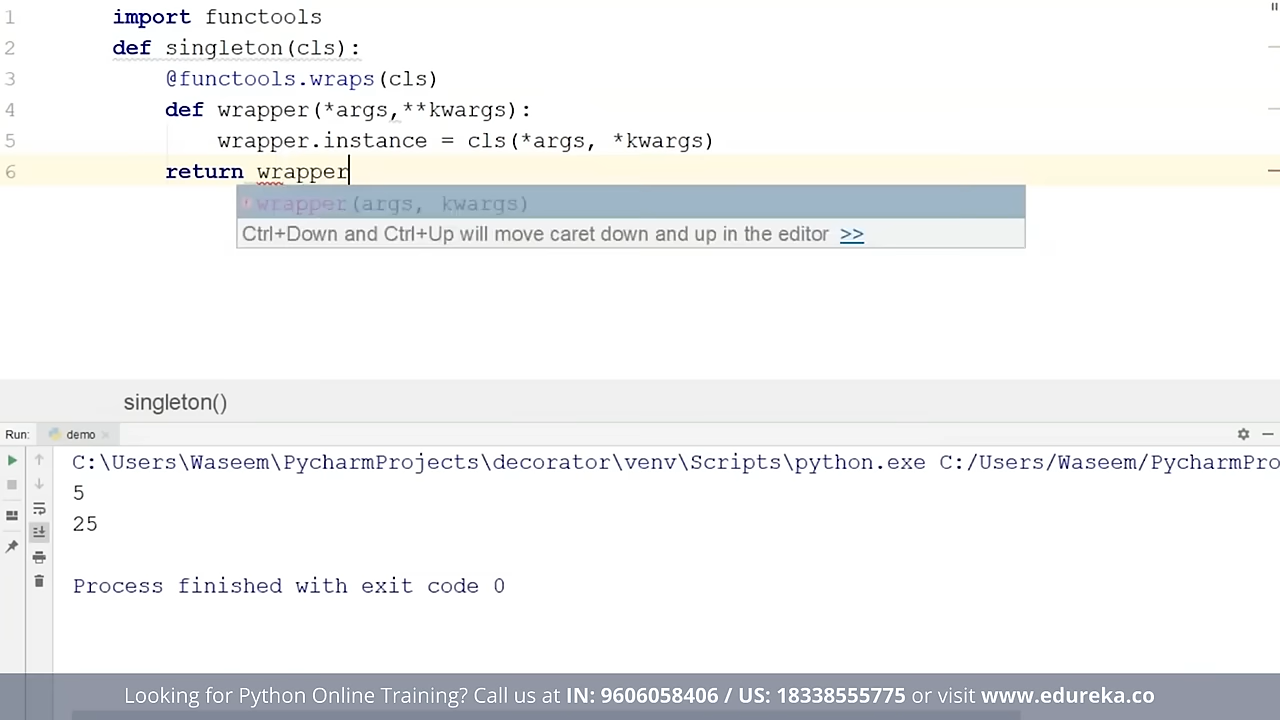 1 import functools
2 def singleton(cls):
3 @functools.wraps(cls)
4 def wrapper(*args,**kwargs):
5 wrapper.instance = cls(*args, *kwargs)
6 return wrapper
wrapper(args, kwargs)
Ctrl+Down and Ctrl+Up will move caret down and up in the editor >>
singleton()
Run: demo
C:\Users\Waseem\PycharmProjects\decorator\venv\Scripts\python.exe C:/Users/Waseem/PycharmPro
5
25
Process finished with exit code 0
Looking for Python Online Training? Call us at IN: 9606058406 / US: 18338555775 or visit www.edureka.co